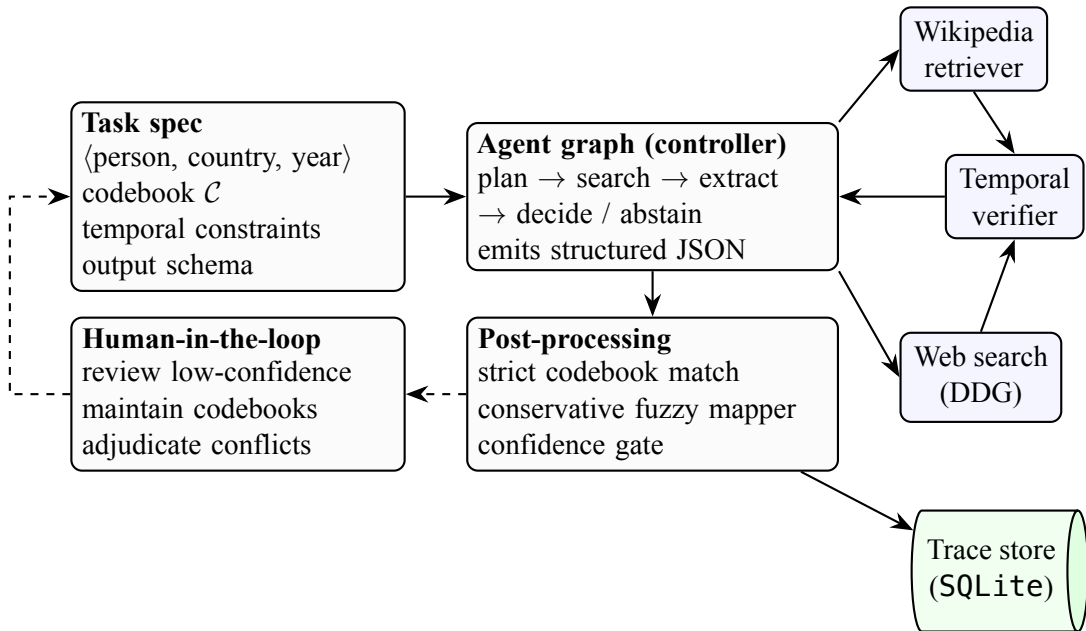 Task spec
⟨person, country, year⟩
codebook 𝒞
temporal constraints
output schema
Agent graph (controller)
plan → search → extract
→ decide / abstain
emits structured JSON
Wikipedia
retriever
Temporal
verifier
Web search
(DDG)
Human-in-the-loop
review low-confidence
maintain codebooks
adjudicate conflicts
Post-processing
strict codebook match
conservative fuzzy mapper
confidence gate
Trace store
(SQLite)